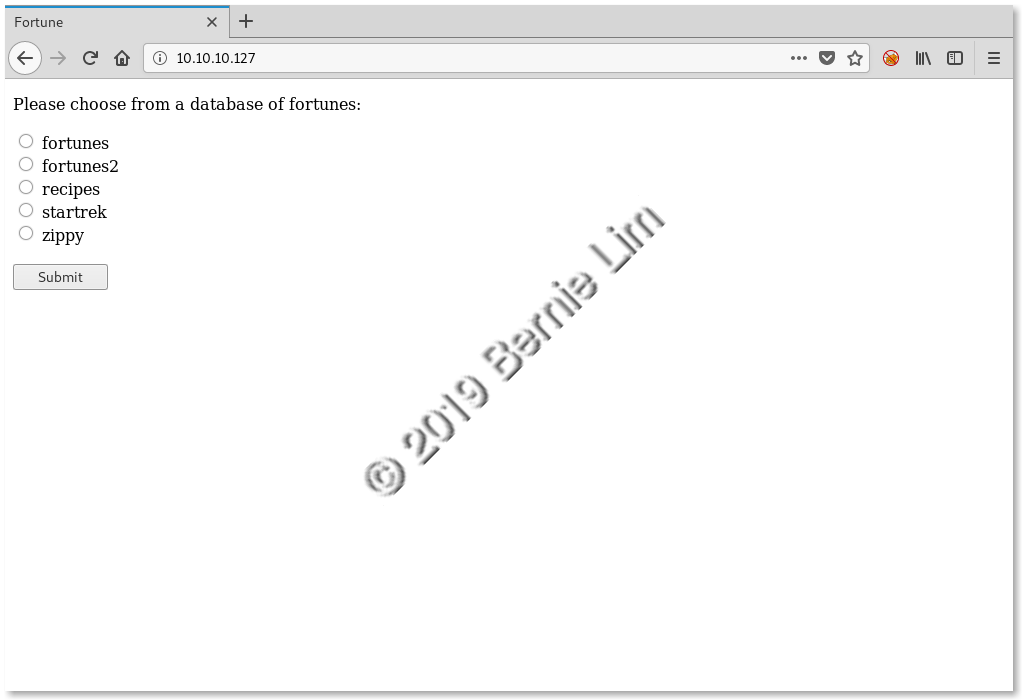 Fortune
10.10.10.127
Please choose from a database of fortunes:
fortunes
fortunes2
recipes
startrek
zippy
Submit
© 2019 Bernie Lim